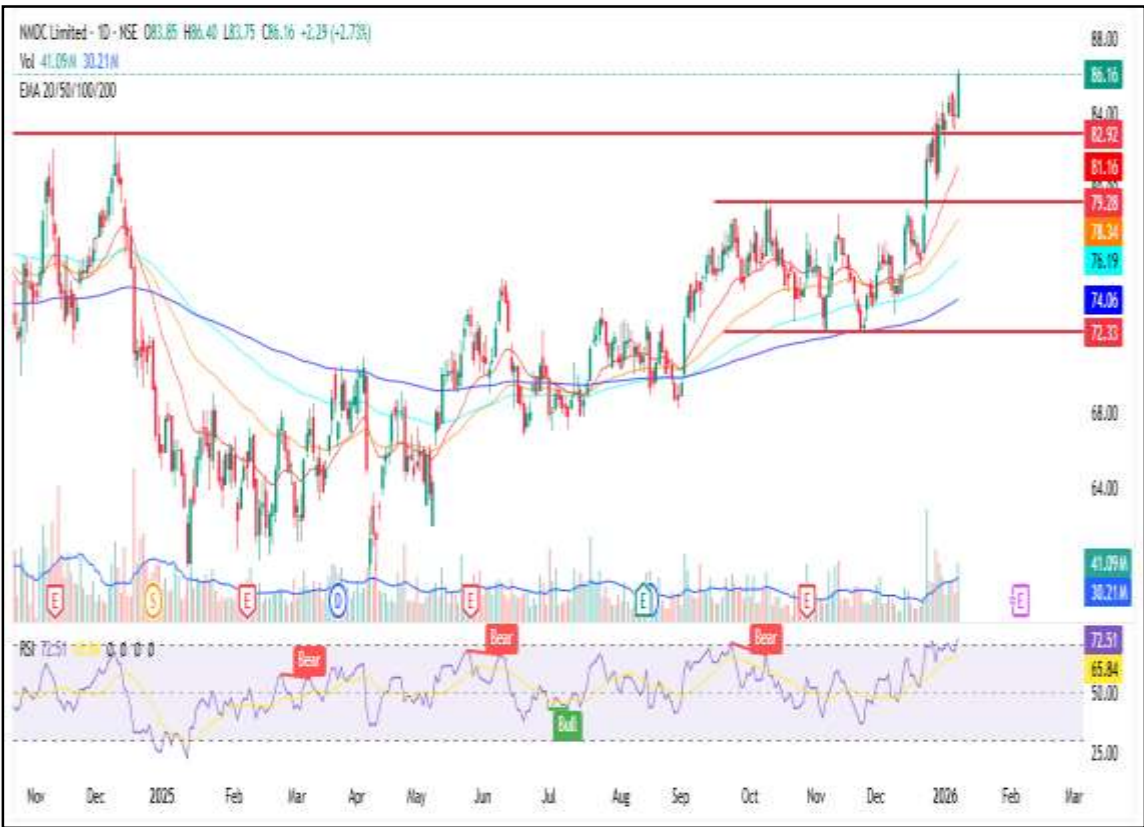 NMDC Limited - 1D - NSE O83.85 H86.40 L83.75 C86.16 +2.29 (+2.73%)
Vol 41.09M 30.21M
EMA 20/50/100/200
88.00
86.16
84.00
82.92
81.16
79.28
78.34
76.19
74.06
72.33
68.00
64.00
41.09M
30.21M
E
S
E
D
E
E
E
E
RSI 72.51 0 0 0 0
Bear
Bear
Bear
Bull
72.51
65.84
50.00
25.00
Nov Dec 2025 Feb Mar Apr May Jun Jul Aug Sep Oct Nov Dec 2026 Feb Mar